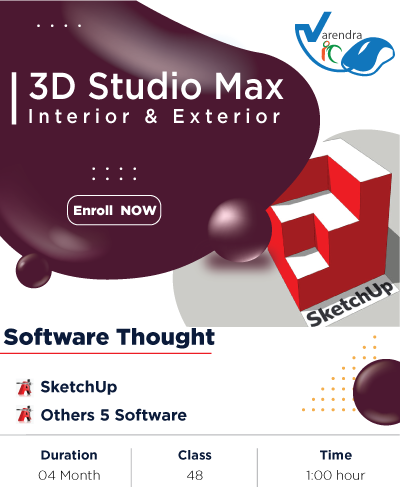 Varendra
iC
3D Studio Max
Interior & Exterior
Enroll NOW
SketchUp
Software Thought
SketchUp
Others 5 Software
Duration Class Time
04 Month 48 1:00 hour